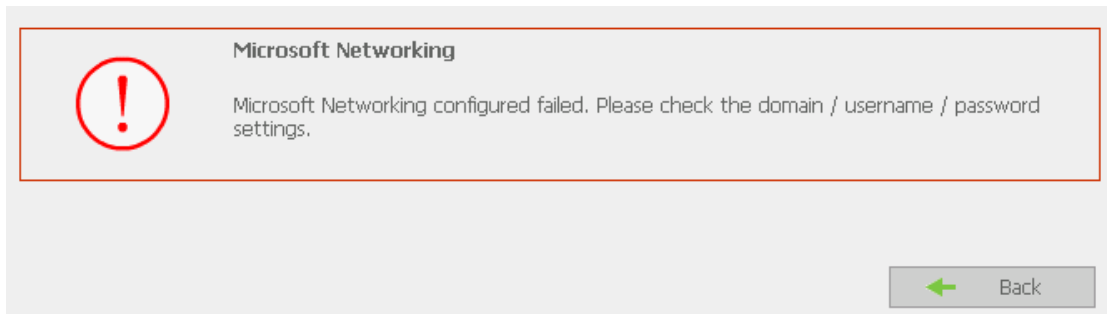 Microsoft Networking
Microsoft Networking configured failed. Please check the domain / username / password
settings.
Back